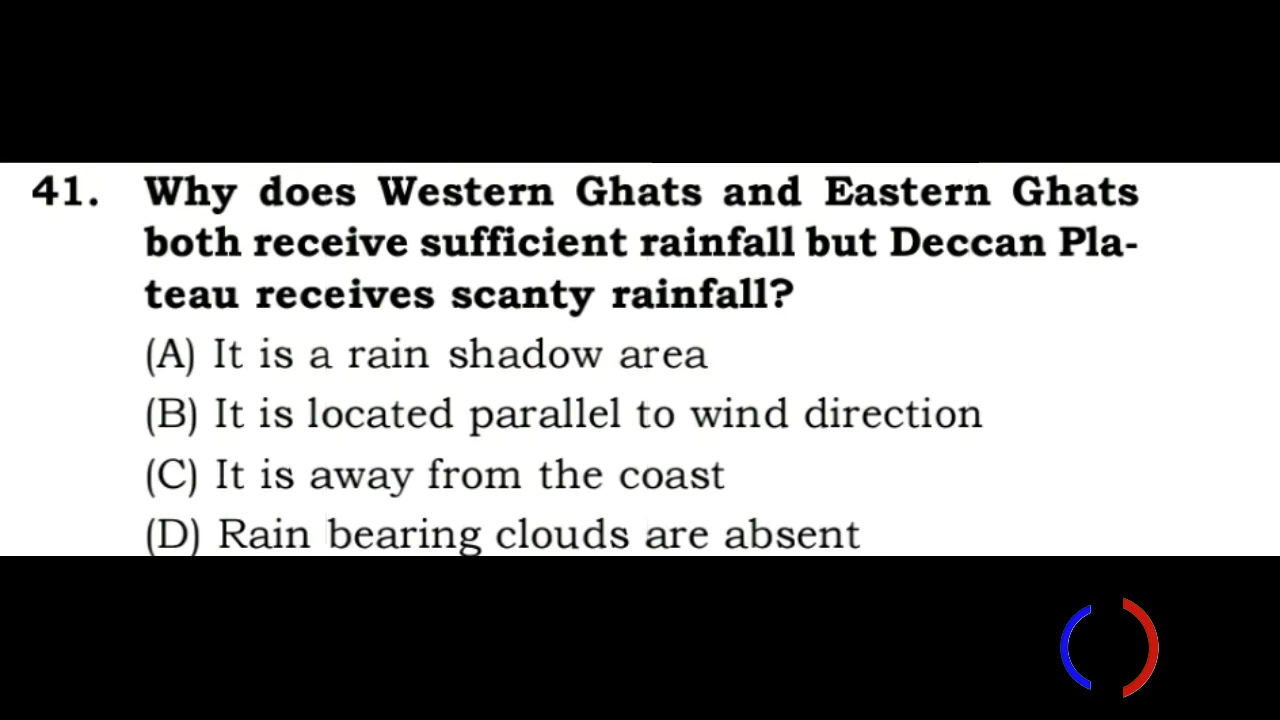 41. Why does Western Ghats and Eastern Ghats
both receive sufficient rainfall but Deccan Pla-
teau receives scanty rainfall?
(A) It is a rain shadow area
(B) It is located parallel to wind direction
(C) It is away from the coast
(D) Rain bearing clouds are absent